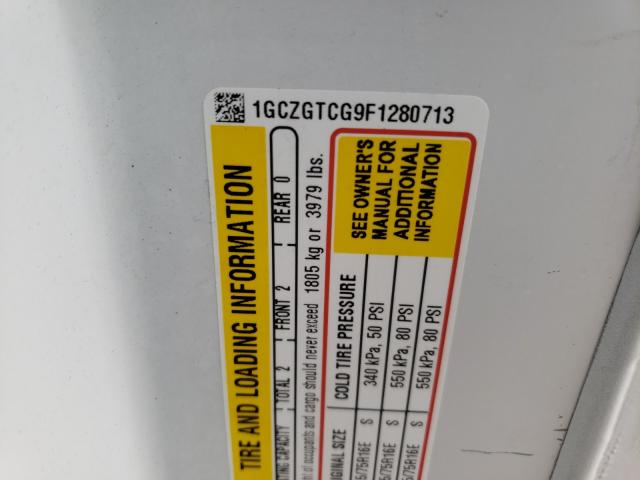 1GCZGTCG9F1280713
TIRE AND LOADING INFORMATION
CAPACITY TOTAL 2 FRONT 2 REAR 0
of occupants and cargo should never exceed 1805 kg or 3979 lbs.
SIZE COLD TIRE PRESSURE
S 340 kPa, 50 PSI
S 550 kPa, 80 PSI
S 550 kPa, 80 PSI
SEE OWNER'S
MANUAL FOR
ADDITIONAL
INFORMATION